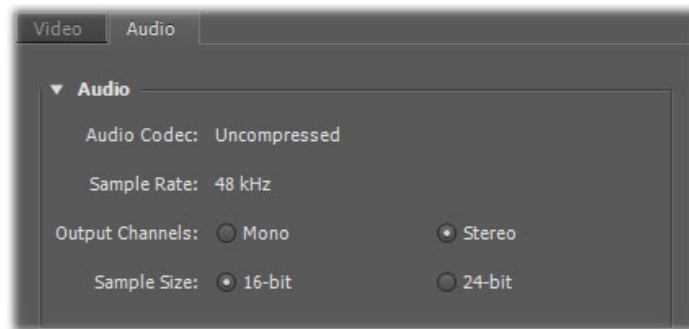 Video Audio
Audio
Audio Codec: Uncompressed
Sample Rate: 48 kHz
Output Channels: Mono Stereo
Sample Size: 16-bit 24-bit